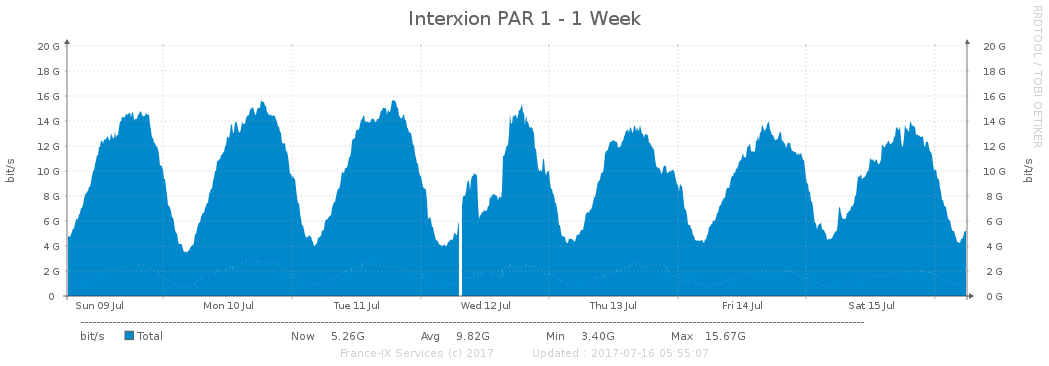 Interxion PAR 1 - 1 Week
RRDTOOL / TOBI OETIKER
20 G 20 G
18 G 18 G
16 G 16 G
14 G 14 G
12 G 12 G
10 G 10 G
8 G 8 G
6 G 6 G
4 G 4 G
2 G 2 G
0 0 G
bit/s
bit/s
Sun 09 Jul Mon 10 Jul Tue 11 Jul Wed 12 Jul Thu 13 Jul Fri 14 Jul Sat 15 Jul
bit/s Total Now 5.26G Avg 9.82G Min 3.40G Max 15.67G
France-IX Services (c) 2017 Updated : 2017-07-16 05:55:07